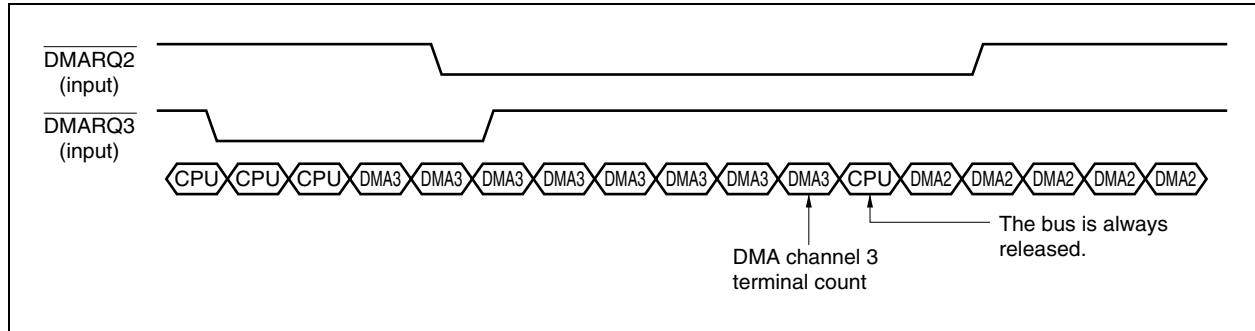 DMARQ2
(input)
DMARQ3
(input)
CPU CPU CPU DMA3 DMA3 DMA3 DMA3 DMA3 DMA3 DMA3 DMA3 CPU DMA2 DMA2 DMA2 DMA2 DMA2
DMA channel 3
terminal count
The bus is always
released.